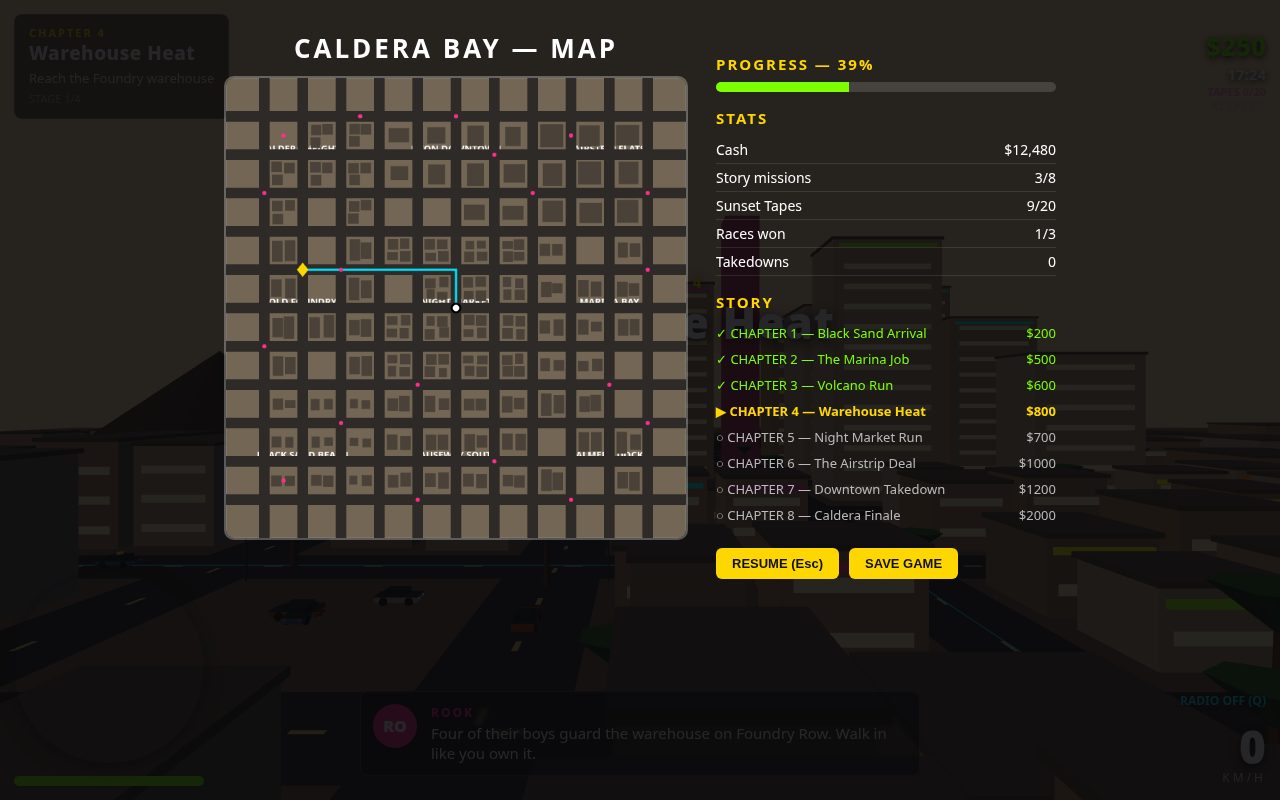 CHAPTER 4
Warehouse Heat
Reach the Foundry warehouse
STAGE 1/4
CALDERA BAY — MAP
$250
17:24
TAPES 0/20
PROGRESS — 39%
STATS
Cash $12,480
Story missions 3/8
Sunset Tapes 9/20
Races won 1/3
Takedowns 0
STORY
✓ CHAPTER 1 — Black Sand Arrival $200
✓ CHAPTER 2 — The Marina Job $500
✓ CHAPTER 3 — Volcano Run $600
▶ CHAPTER 4 — Warehouse Heat $800
○ CHAPTER 5 — Night Market Run $700
○ CHAPTER 6 — The Airstrip Deal $1000
○ CHAPTER 7 — Downtown Takedown $1200
○ CHAPTER 8 — Caldera Finale $2000
RESUME (Esc) SAVE GAME
e Heat
RO
ROOK
Four of their boys guard the warehouse on Foundry Row. Walk in
like you own it.
RADIO OFF (Q)
0
KM/H